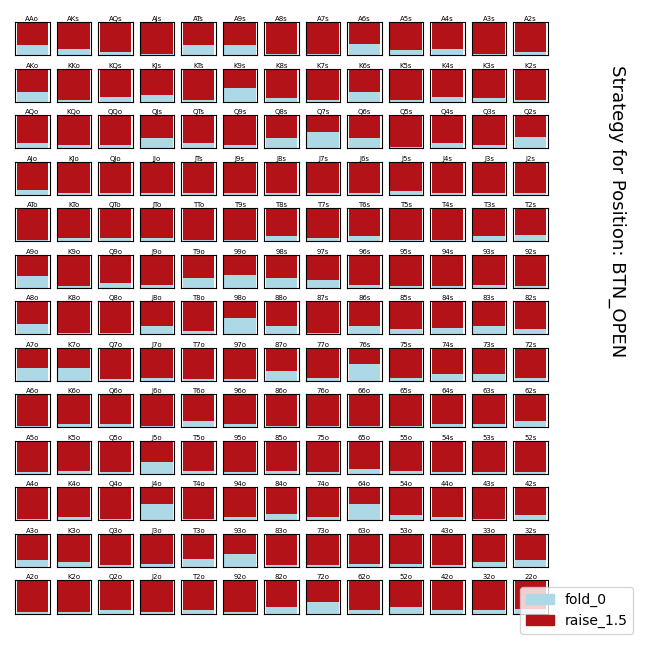 AAo AKs AQs AJs ATs A9s A8s A7s A6s A5s A4s A3s A2s
AKo KKo KQs KJs KTs K9s K8s K7s K6s K5s K4s K3s K2s
AQo KQo QQo QJs QTs Q9s Q8s Q7s Q6s Q5s Q4s Q3s Q2s
AJo KJo QJo JJo JTs J9s J8s J7s J6s J5s J4s J3s J2s
ATo KTo QTo JTo TTo T9s T8s T7s T6s T5s T4s T3s T2s
A9o K9o Q9o J9o T9o 99o 98s 97s 96s 95s 94s 93s 92s
A8o K8o Q8o J8o T8o 98o 88o 87s 86s 85s 84s 83s 82s
A7o K7o Q7o J7o T7o 97o 87o 77o 76s 75s 74s 73s 72s
A6o K6o Q6o J6o T6o 96o 86o 76o 66o 65s 64s 63s 62s
A5o K5o Q5o J5o T5o 95o 85o 75o 65o 55o 54s 53s 52s
A4o K4o Q4o J4o T4o 94o 84o 74o 64o 54o 44o 43s 42s
A3o K3o Q3o J3o T3o 93o 83o 73o 63o 53o 43o 33o 32s
A2o K2o Q2o J2o T2o 92o 82o 72o 62o 52o 42o 32o 22o
Strategy for Position: BTN_OPEN
fold_0
raise_1.5